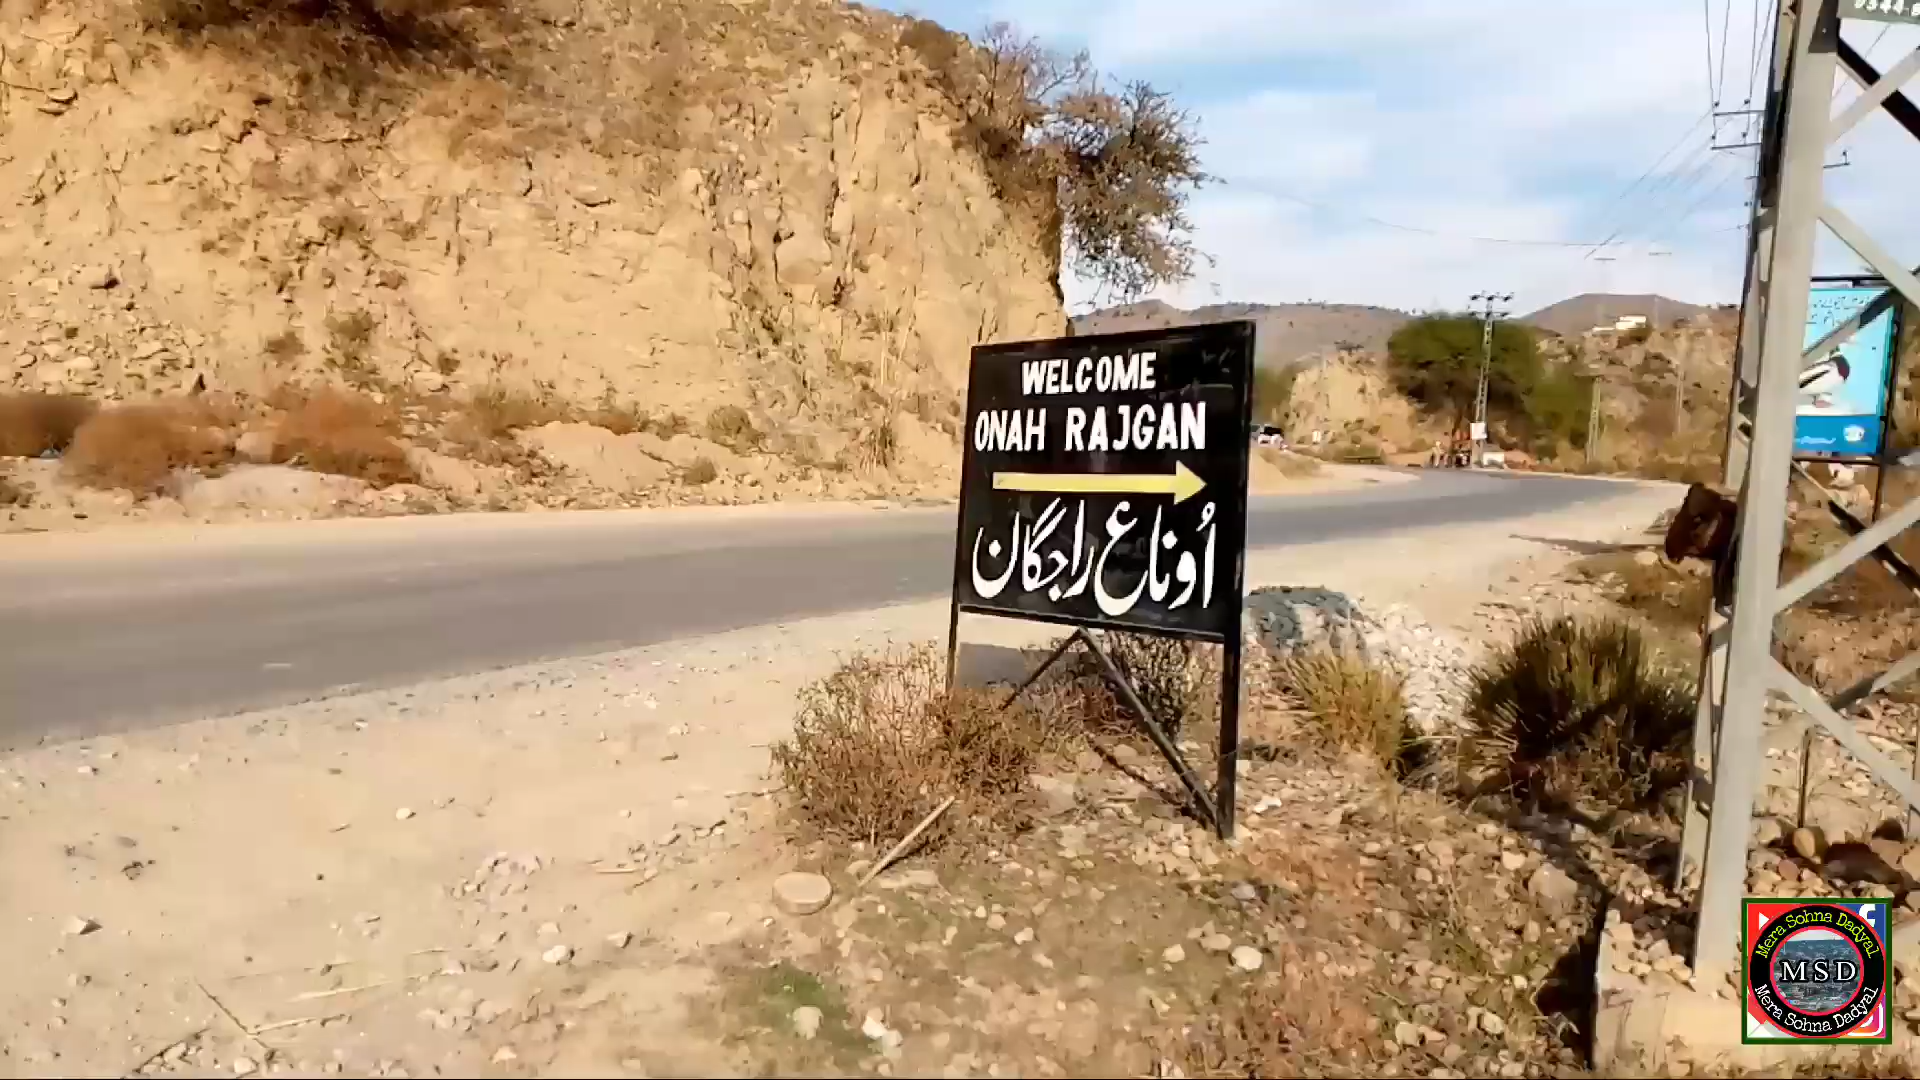 WELCOME
ONAH RAJGAN
اُوناع راجگان
Mera Sohna Dadyal
MSD
Mera Sohna Dadyal